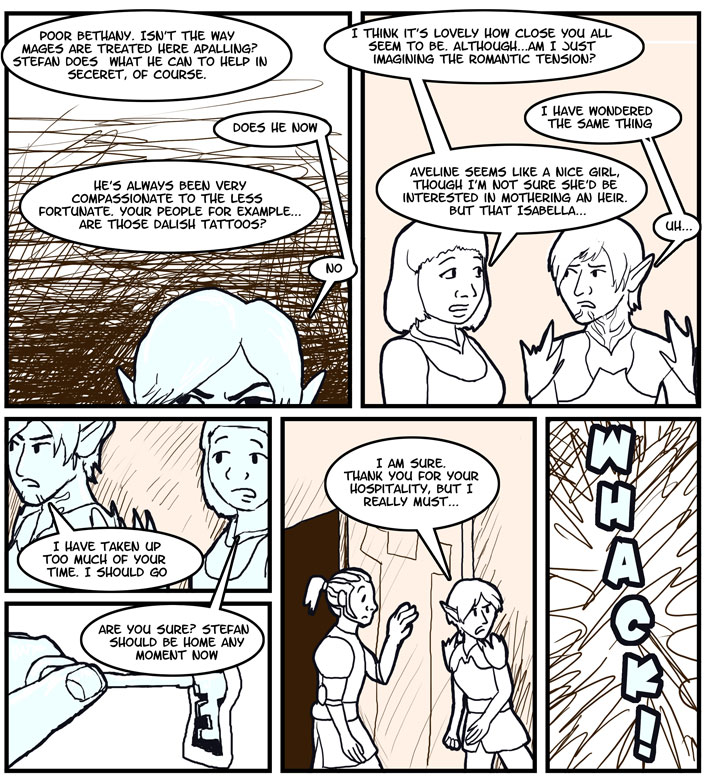 POOR BETHANY. ISN'T THE WAY
MAGES ARE TREATED HERE APALLING?
STEFAN DOES WHAT HE CAN TO HELP IN
SECERET, OF COURSE.
DOES HE NOW
HE'S ALWAYS BEEN VERY
COMPASSIONATE TO THE LESS
FORTUNATE. YOUR PEOPLE FOR EXAMPLE...
ARE THOSE DALISH TATTOOS?
NO
I THINK IT'S LOVELY HOW CLOSE YOU ALL
SEEM TO BE. ALTHOUGH...AM I JUST
IMAGINING THE ROMANTIC TENSION?
I HAVE WONDERED
THE SAME THING
AVELINE SEEMS LIKE A NICE GIRL,
THOUGH I'M NOT SURE SHE'D BE
INTERESTED IN MOTHERING AN HEIR.
BUT THAT ISABELLA...
UH...
I HAVE TAKEN UP
TOO MUCH OF YOUR
TIME. I SHOULD GO
ARE YOU SURE? STEFAN
SHOULD BE HOME ANY
MOMENT NOW
I AM SURE.
THANK YOU FOR YOUR
HOSPITALITY, BUT I
REALLY MUST...
WHACK!